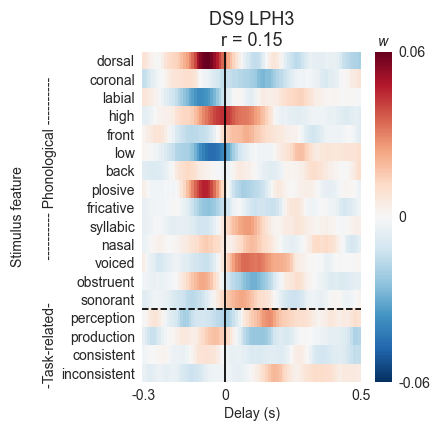 DS9 LPH3
r = 0.15
w
dorsal
coronal
labial
high
front
low
back
plosive
fricative
syllabic
nasal
voiced
obstruent
sonorant
perception
production
consistent
inconsistent
Stimulus feature
-Task-related- ----------- Phonological ----------
0.06
0
-0.06
-0.3 0 0.5
Delay (s)